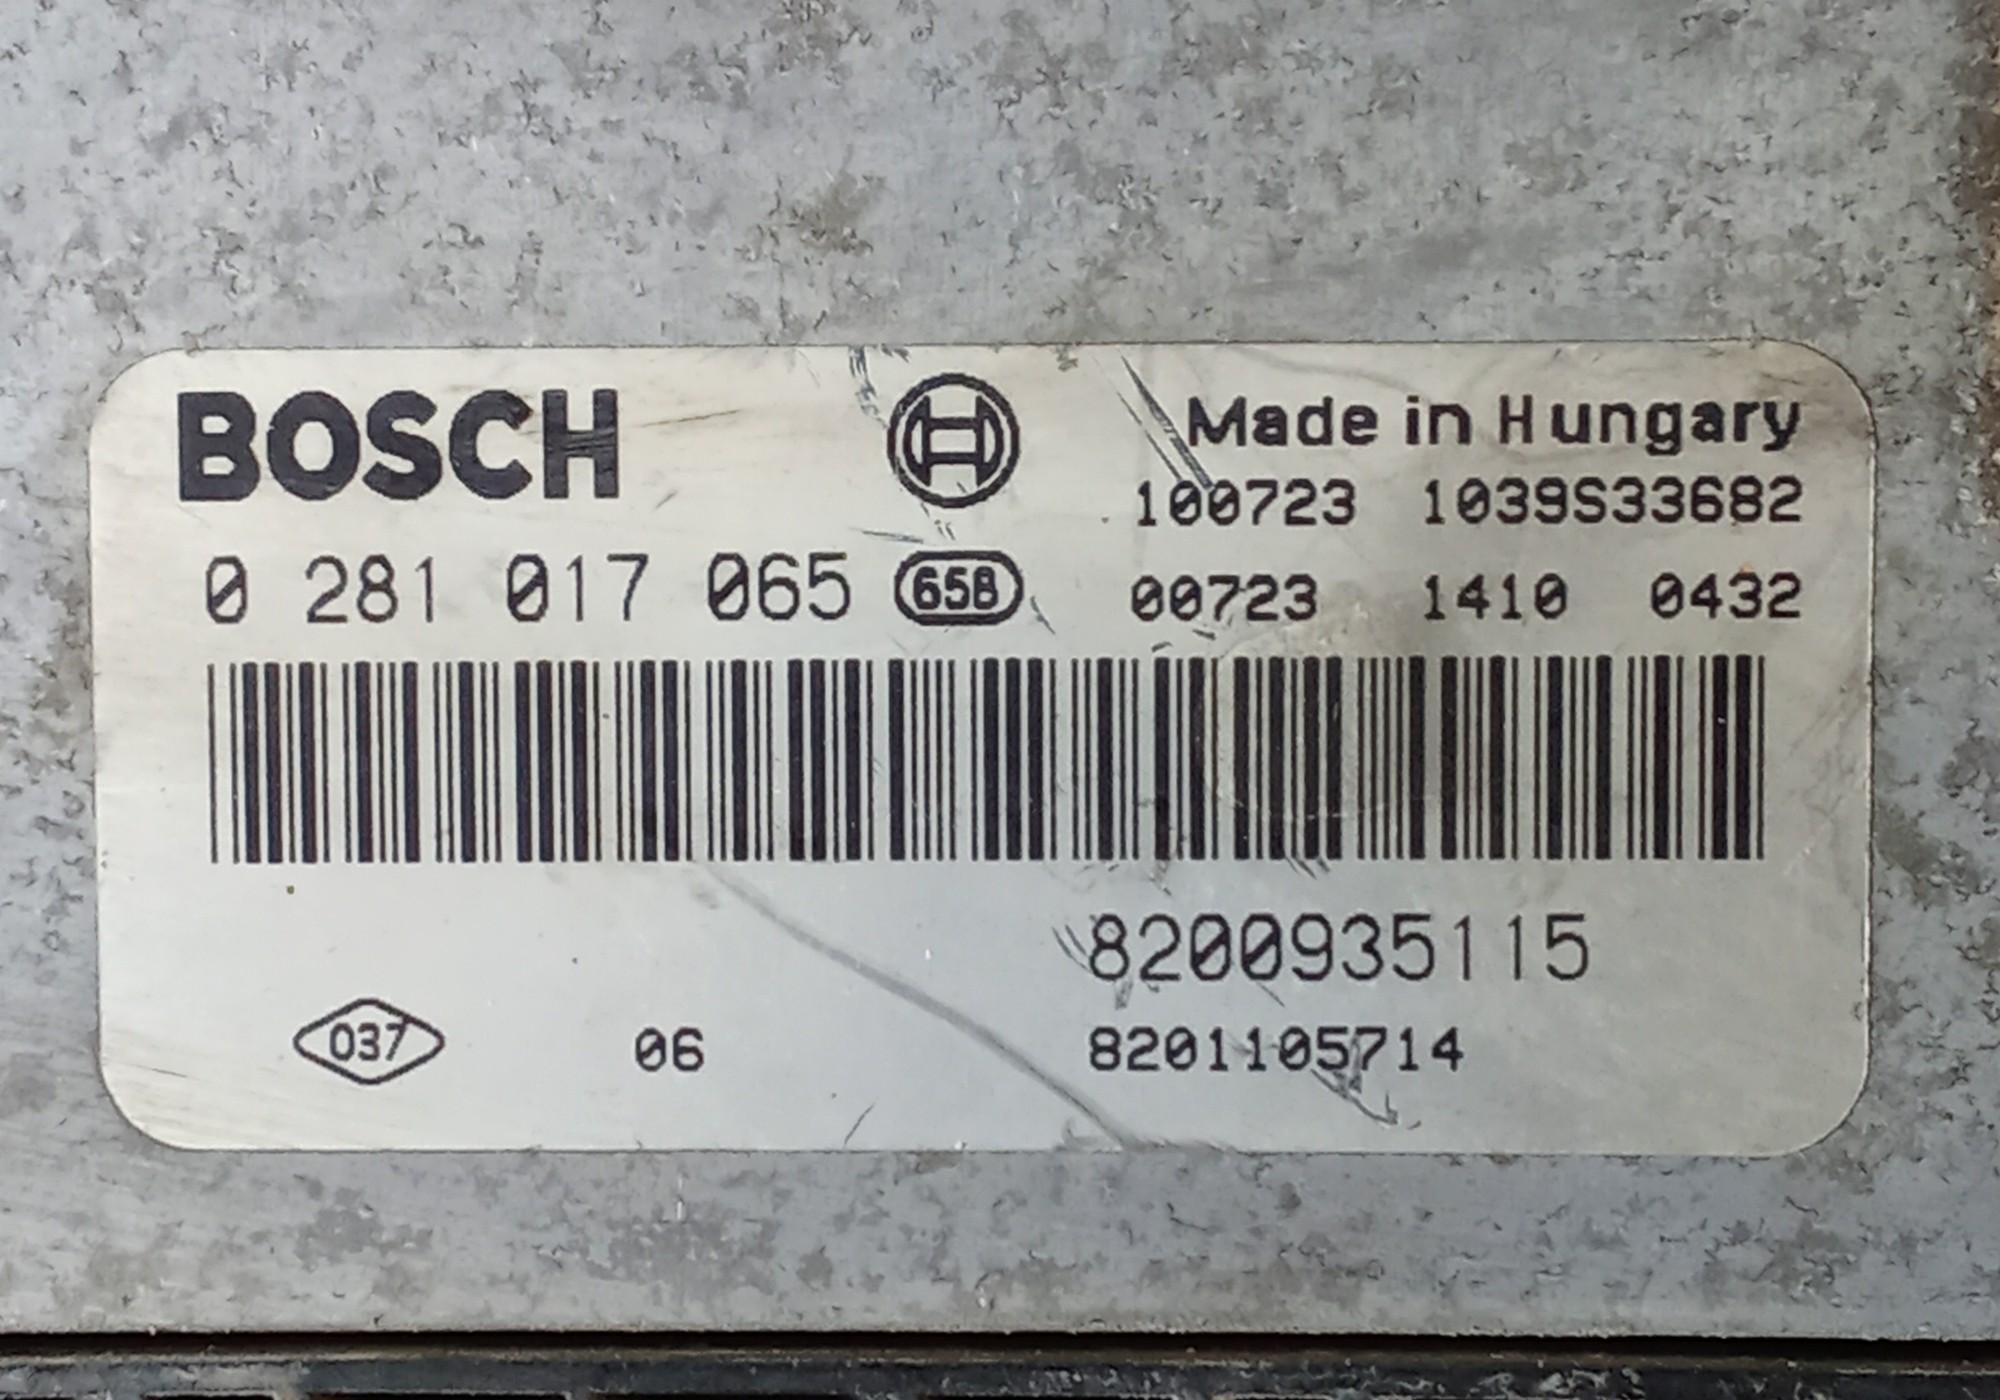 BOSCH
Made in Hungary
100723 1039S33682
0 281 017 065 658 00723 1410 0432
8200935115
037 06 8201105714